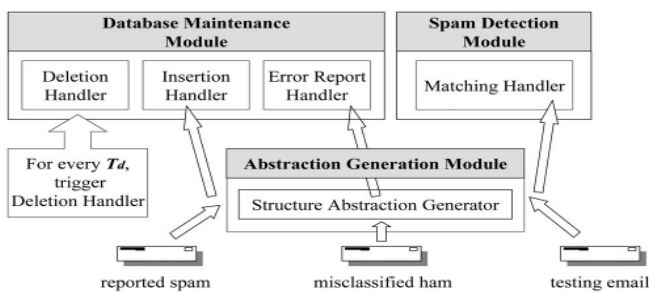 Database Maintenance
Module
Spam Detection
Module
Deletion
Handler
Insertion
Handler
Error Report
Handler
Matching Handler
For every Td,
trigger
Deletion Handler
Abstraction Generation Module
Structure Abstraction Generator
reported spam
misclassified ham
testing email